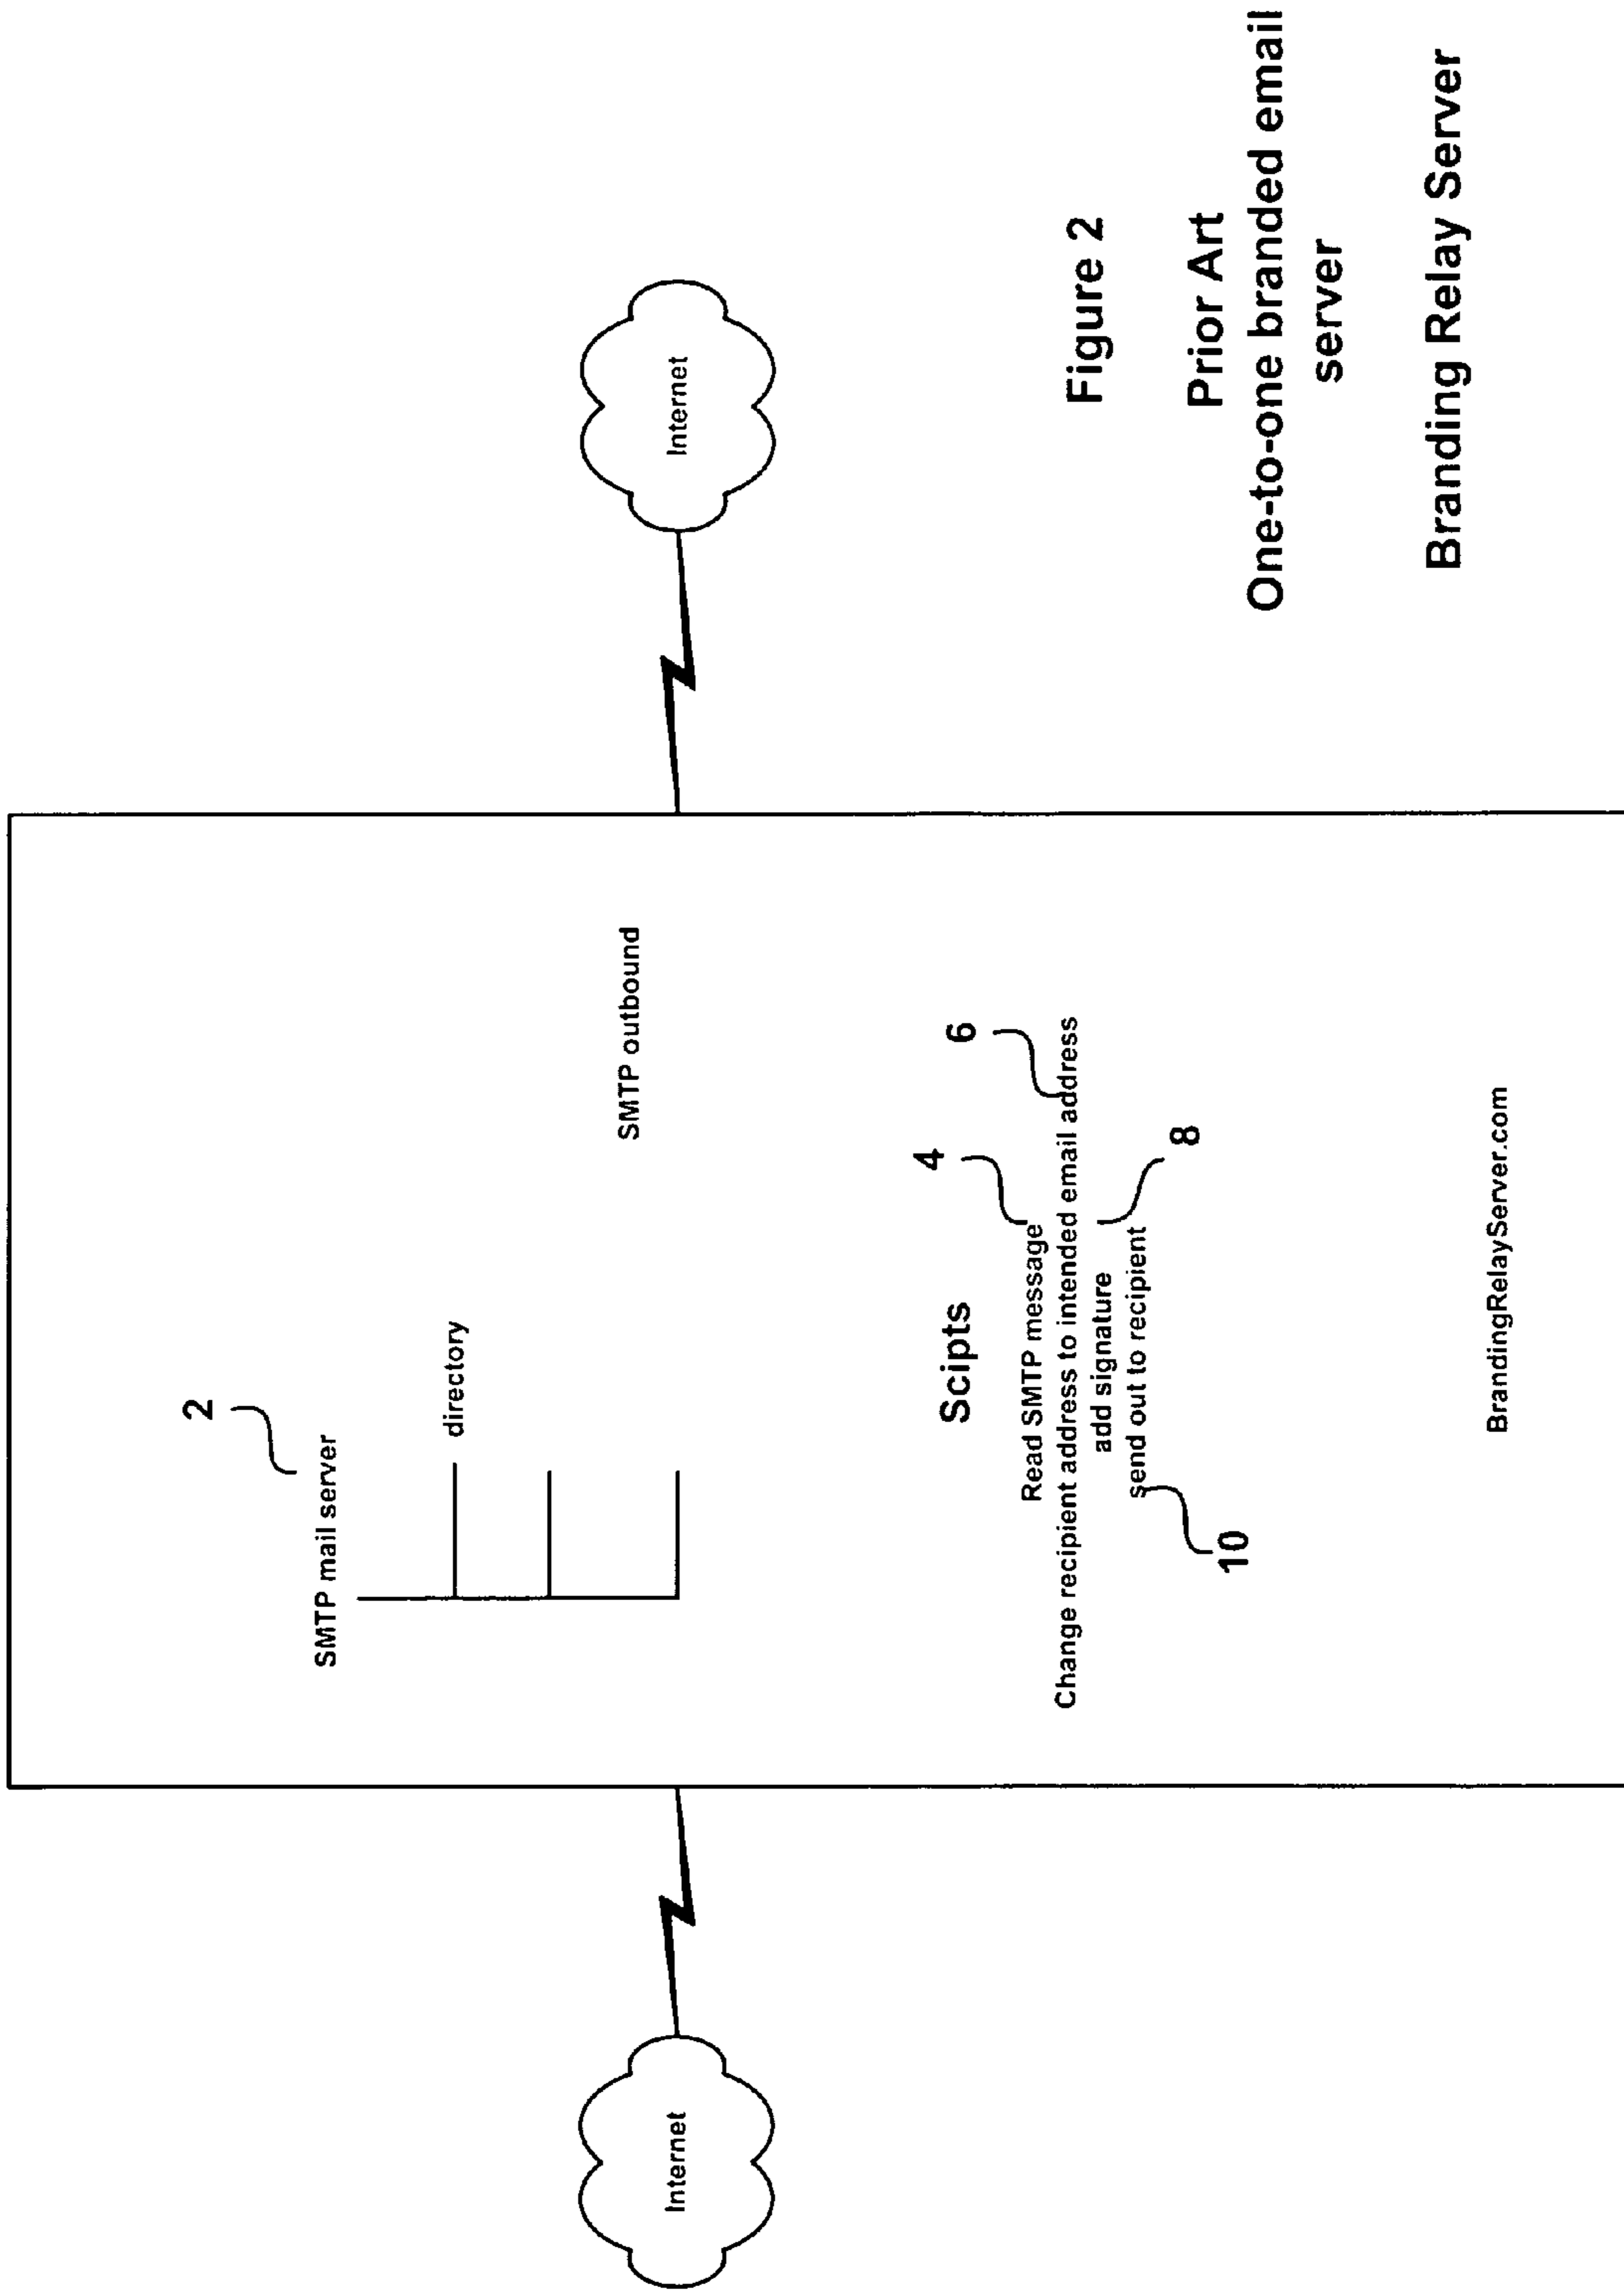 2
SMTP mail server
directory
SMTP outbound
Internet
Internet
Scipts
4
6
Read SMTP message
Change recipient address to intended email address
add signature
send out to recipient
8
10
BrandingRelayServer.com
Figure 2
Prior Art
One-to-one branded email
server
Branding Relay Server